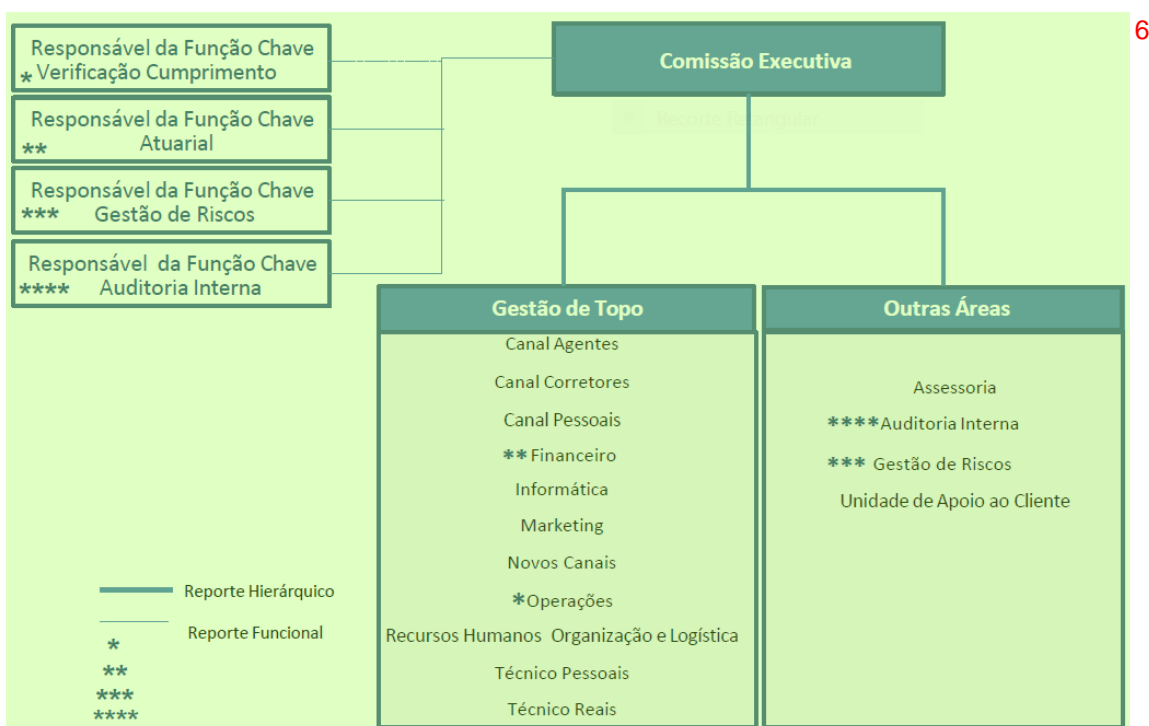 6
Responsável da Função Chave
* Verificação Cumprimento
Responsável da Função Chave
** Atuarial
Responsável da Função Chave
*** Gestão de Riscos
Responsável da Função Chave
**** Auditoria Interna
Comissão Executiva
Recorte Retangular
Gestão de Topo
Canal Agentes
Canal Corretores
Canal Pessoais
** Financeiro
Informática
Marketing
Novos Canais
*Operações
Recursos Humanos Organização e Logística
Técnico Pessoais
Técnico Reais
Outras Áreas
Assessoria
****Auditoria Interna
*** Gestão de Riscos
Unidade de Apoio ao Cliente
Reporte Hierárquico
Reporte Funcional
*
**
***
****